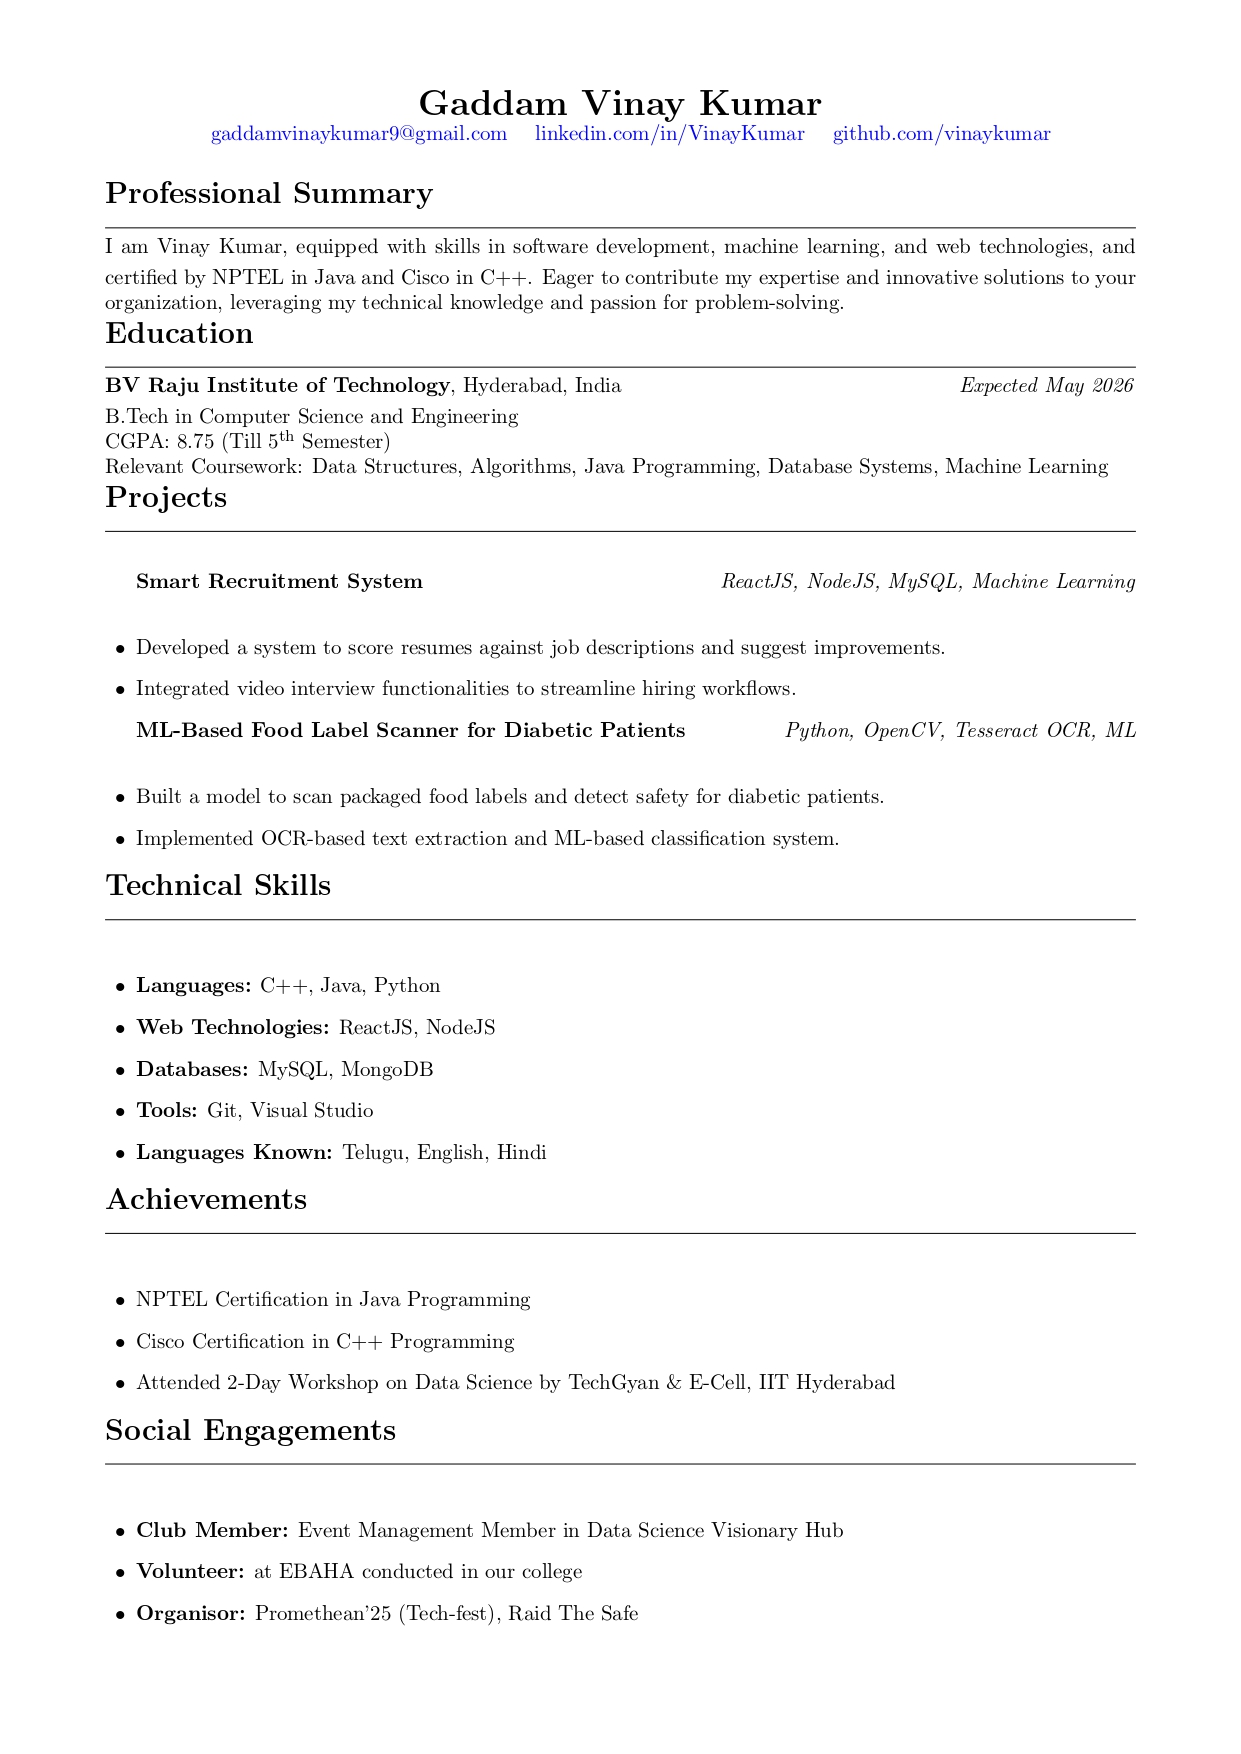 Gaddam Vinay Kumar
gaddamvinaykumar9@gmail.com linkedin.com/in/VinayKumar github.com/vinaykumar
Professional Summary
I am Vinay Kumar, equipped with skills in software development, machine learning, and web technologies, and
certified by NPTEL in Java and Cisco in C++. Eager to contribute my expertise and innovative solutions to your
organization, leveraging my technical knowledge and passion for problem-solving.
Education
BV Raju Institute of Technology, Hyderabad, India Expected May 2026
B.Tech in Computer Science and Engineering
CGPA: 8.75 (Till 5th Semester)
Relevant Coursework: Data Structures, Algorithms, Java Programming, Database Systems, Machine Learning
Projects
Smart Recruitment System ReactJS, NodeJS, MySQL, Machine Learning
• Developed a system to score resumes against job descriptions and suggest improvements.
• Integrated video interview functionalities to streamline hiring workflows.
ML-Based Food Label Scanner for Diabetic Patients Python, OpenCV, Tesseract OCR, ML
• Built a model to scan packaged food labels and detect safety for diabetic patients.
• Implemented OCR-based text extraction and ML-based classification system.
Technical Skills
• Languages: C++, Java, Python
• Web Technologies: ReactJS, NodeJS
• Databases: MySQL, MongoDB
• Tools: Git, Visual Studio
• Languages Known: Telugu, English, Hindi
Achievements
• NPTEL Certification in Java Programming
• Cisco Certification in C++ Programming
• Attended 2-Day Workshop on Data Science by TechGyan & E-Cell, IIT Hyderabad
Social Engagements
• Club Member: Event Management Member in Data Science Visionary Hub
• Volunteer: at EBAHA conducted in our college
• Organisor: Promethean'25 (Tech-fest), Raid The Safe